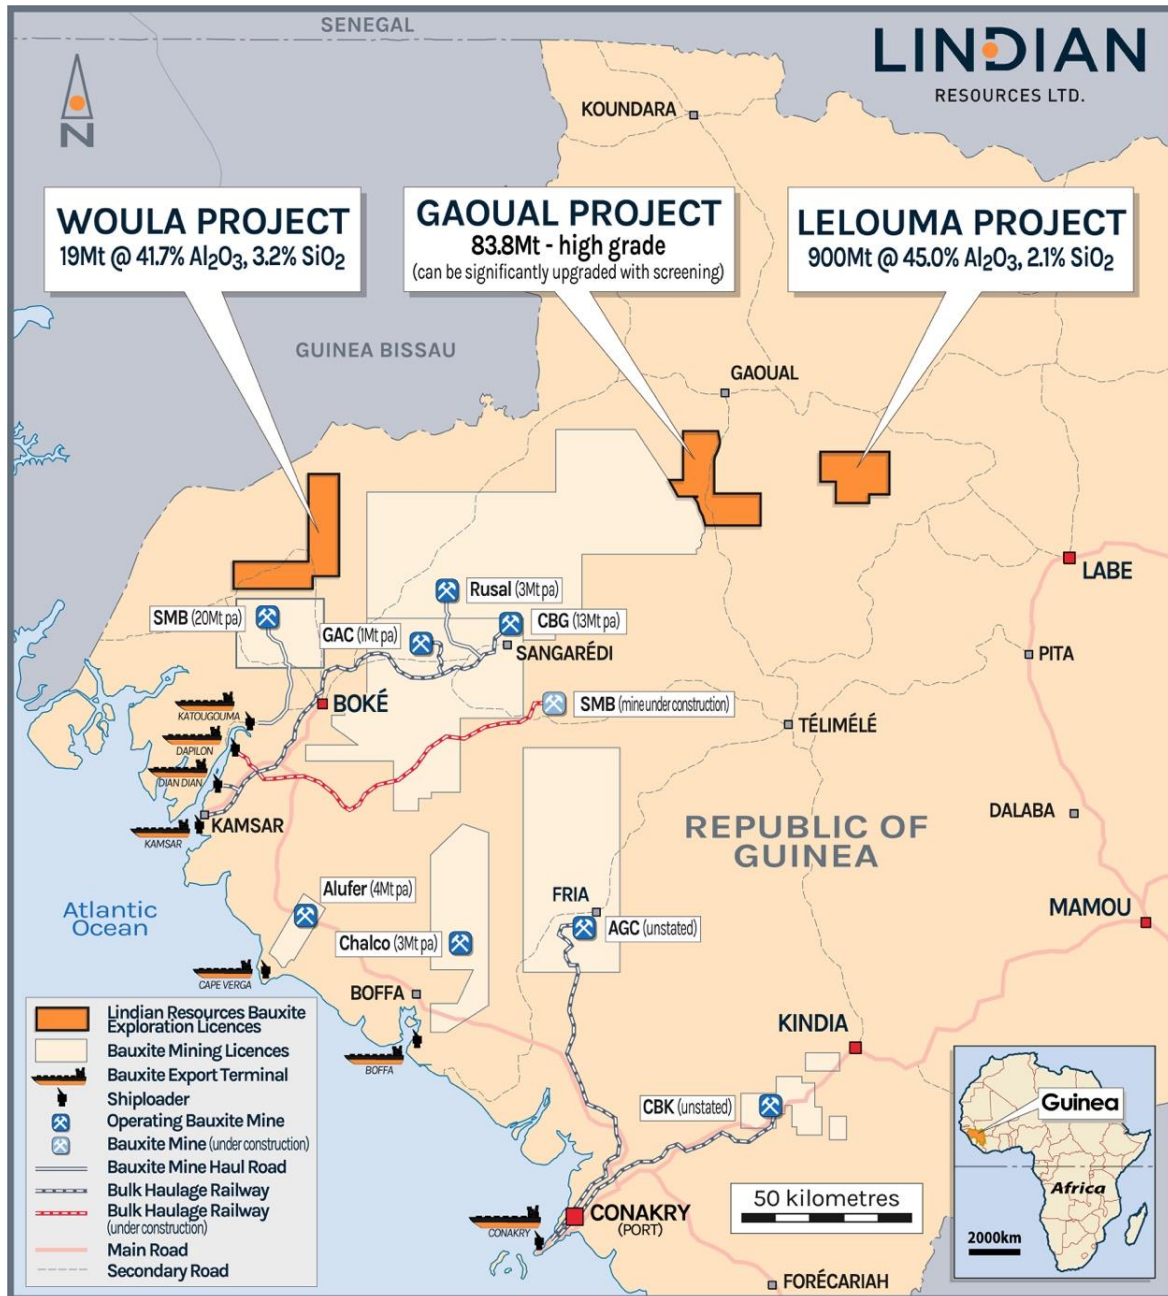 SENEGAL
LINDIAN
RESOURCES LTD.
N
KOUNDARA
WOULA PROJECT
19Mt @ 41.7% Al₂O₃, 3.2% SiO₂
GAOUAL PROJECT
83.8Mt - high grade
(can be significantly upgraded with screening)
LELOUMA PROJECT
900Mt @ 45.0% Al₂O₃, 2.1% SiO₂
GUINEA BISSAU
GAOUAL
LABE
Rusal (3Mt pa)
SMB (20Mt pa)
CBG (13Mt pa)
GAC (1Mt pa)
SANGARÉDI
PITA
BOKÉ
SMB (mine under construction)
KATOUGOUMA
TÉLIMÉLÉ
DAPILON
DIAN DIAN
KAMSAR
KAMSAR
DALABA
REPUBLIC OF
GUINEA
Alufer (4Mt pa)
FRIA
Atlantic
Ocean
MAMOU
AGC (unstated)
Chalco (3Mt pa)
CAPE VERGA
BOFFA
BOFFA
KINDIA
Lindian Resources Bauxite
Exploration Licences
Bauxite Mining Licences
Bauxite Export Terminal
Shiploader
Operating Bauxite Mine
Bauxite Mine (under construction)
Bauxite Mine Haul Road
Bulk Haulage Railway
Bulk Haulage Railway
(under construction)
Main Road
Secondary Road
CBK (unstated)
Guinea
Africa
2000km
50 kilometres
CONAKRY
CONAKRY
(PORT)
FORÉCARIAH